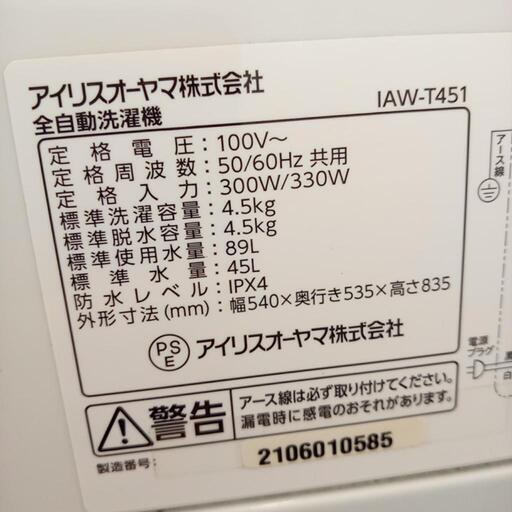 アイリスオーヤマ株式会社
全自動洗濯機
IAW-T451
定格電圧:100V～
定格周波数:50/60Hz 共用
定格入力:300W/330W
標準洗濯容量:4.5kg
標準脱水容量:4.5kg
標準使用水量:89L
標準水量:45L
防水レベル:IPX4
外形寸法(mm):幅540×奥行き535×高さ835
PSE アイリスオーヤマ株式会社
アース線
電源プラグ
白
警告
アース線は必ず取り付けてください。
漏電時に感電のおそれがあります。
製造番号:
2106010585